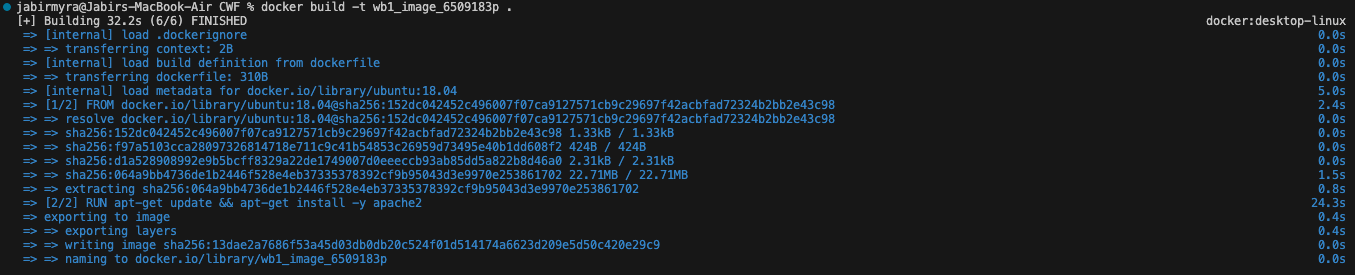 jabirmyra@Jabirs-MacBook-Air CWF % docker build -t wb1_image_6509183p .
[+] Building 32.2s (6/6) FINISHED docker:desktop-linux
=> [internal] load .dockerignore 0.0s
=> => transferring context: 2B 0.0s
=> [internal] load build definition from dockerfile 0.0s
=> => transferring dockerfile: 310B 0.0s
=> [internal] load metadata for docker.io/library/ubuntu:18.04 5.0s
=> [1/2] FROM docker.io/library/ubuntu:18.04@sha256:152dc042452c496007f07ca9127571cb9c29697f42acbfad72324b2bb2e43c98 2.4s
=> => resolve docker.io/library/ubuntu:18.04@sha256:152dc042452c496007f07ca9127571cb9c29697f42acbfad72324b2bb2e43c98 0.0s
=> => sha256:152dc042452c496007f07ca9127571cb9c29697f42acbfad72324b2bb2e43c98 1.33kB / 1.33kB 0.0s
=> => sha256:f97a5103cca28097326814718e711c9c41b54853c26959d73495e40b1dd608f2 424B / 424B 0.0s
=> => sha256:d1a528908992e9b5bcff8329a22de1749007d0eeeccb93ab85dd5a822b8d46a0 2.31kB / 2.31kB 0.0s
=> => sha256:064a9bb4736de1b2446f528e4eb37335378392cf9b95043d3e9970e253861702 22.71MB / 22.71MB 1.5s
=> => extracting sha256:064a9bb4736de1b2446f528e4eb37335378392cf9b95043d3e9970e253861702 0.8s
=> [2/2] RUN apt-get update && apt-get install -y apache2 24.3s
=> exporting to image 0.4s
=> => exporting layers 0.4s
=> => writing image sha256:13dae2a7686f53a45d03db0db20c524f01d514174a6623d209e5d50c420e29c9 0.0s
=> => naming to docker.io/library/wb1_image_6509183p 0.0s